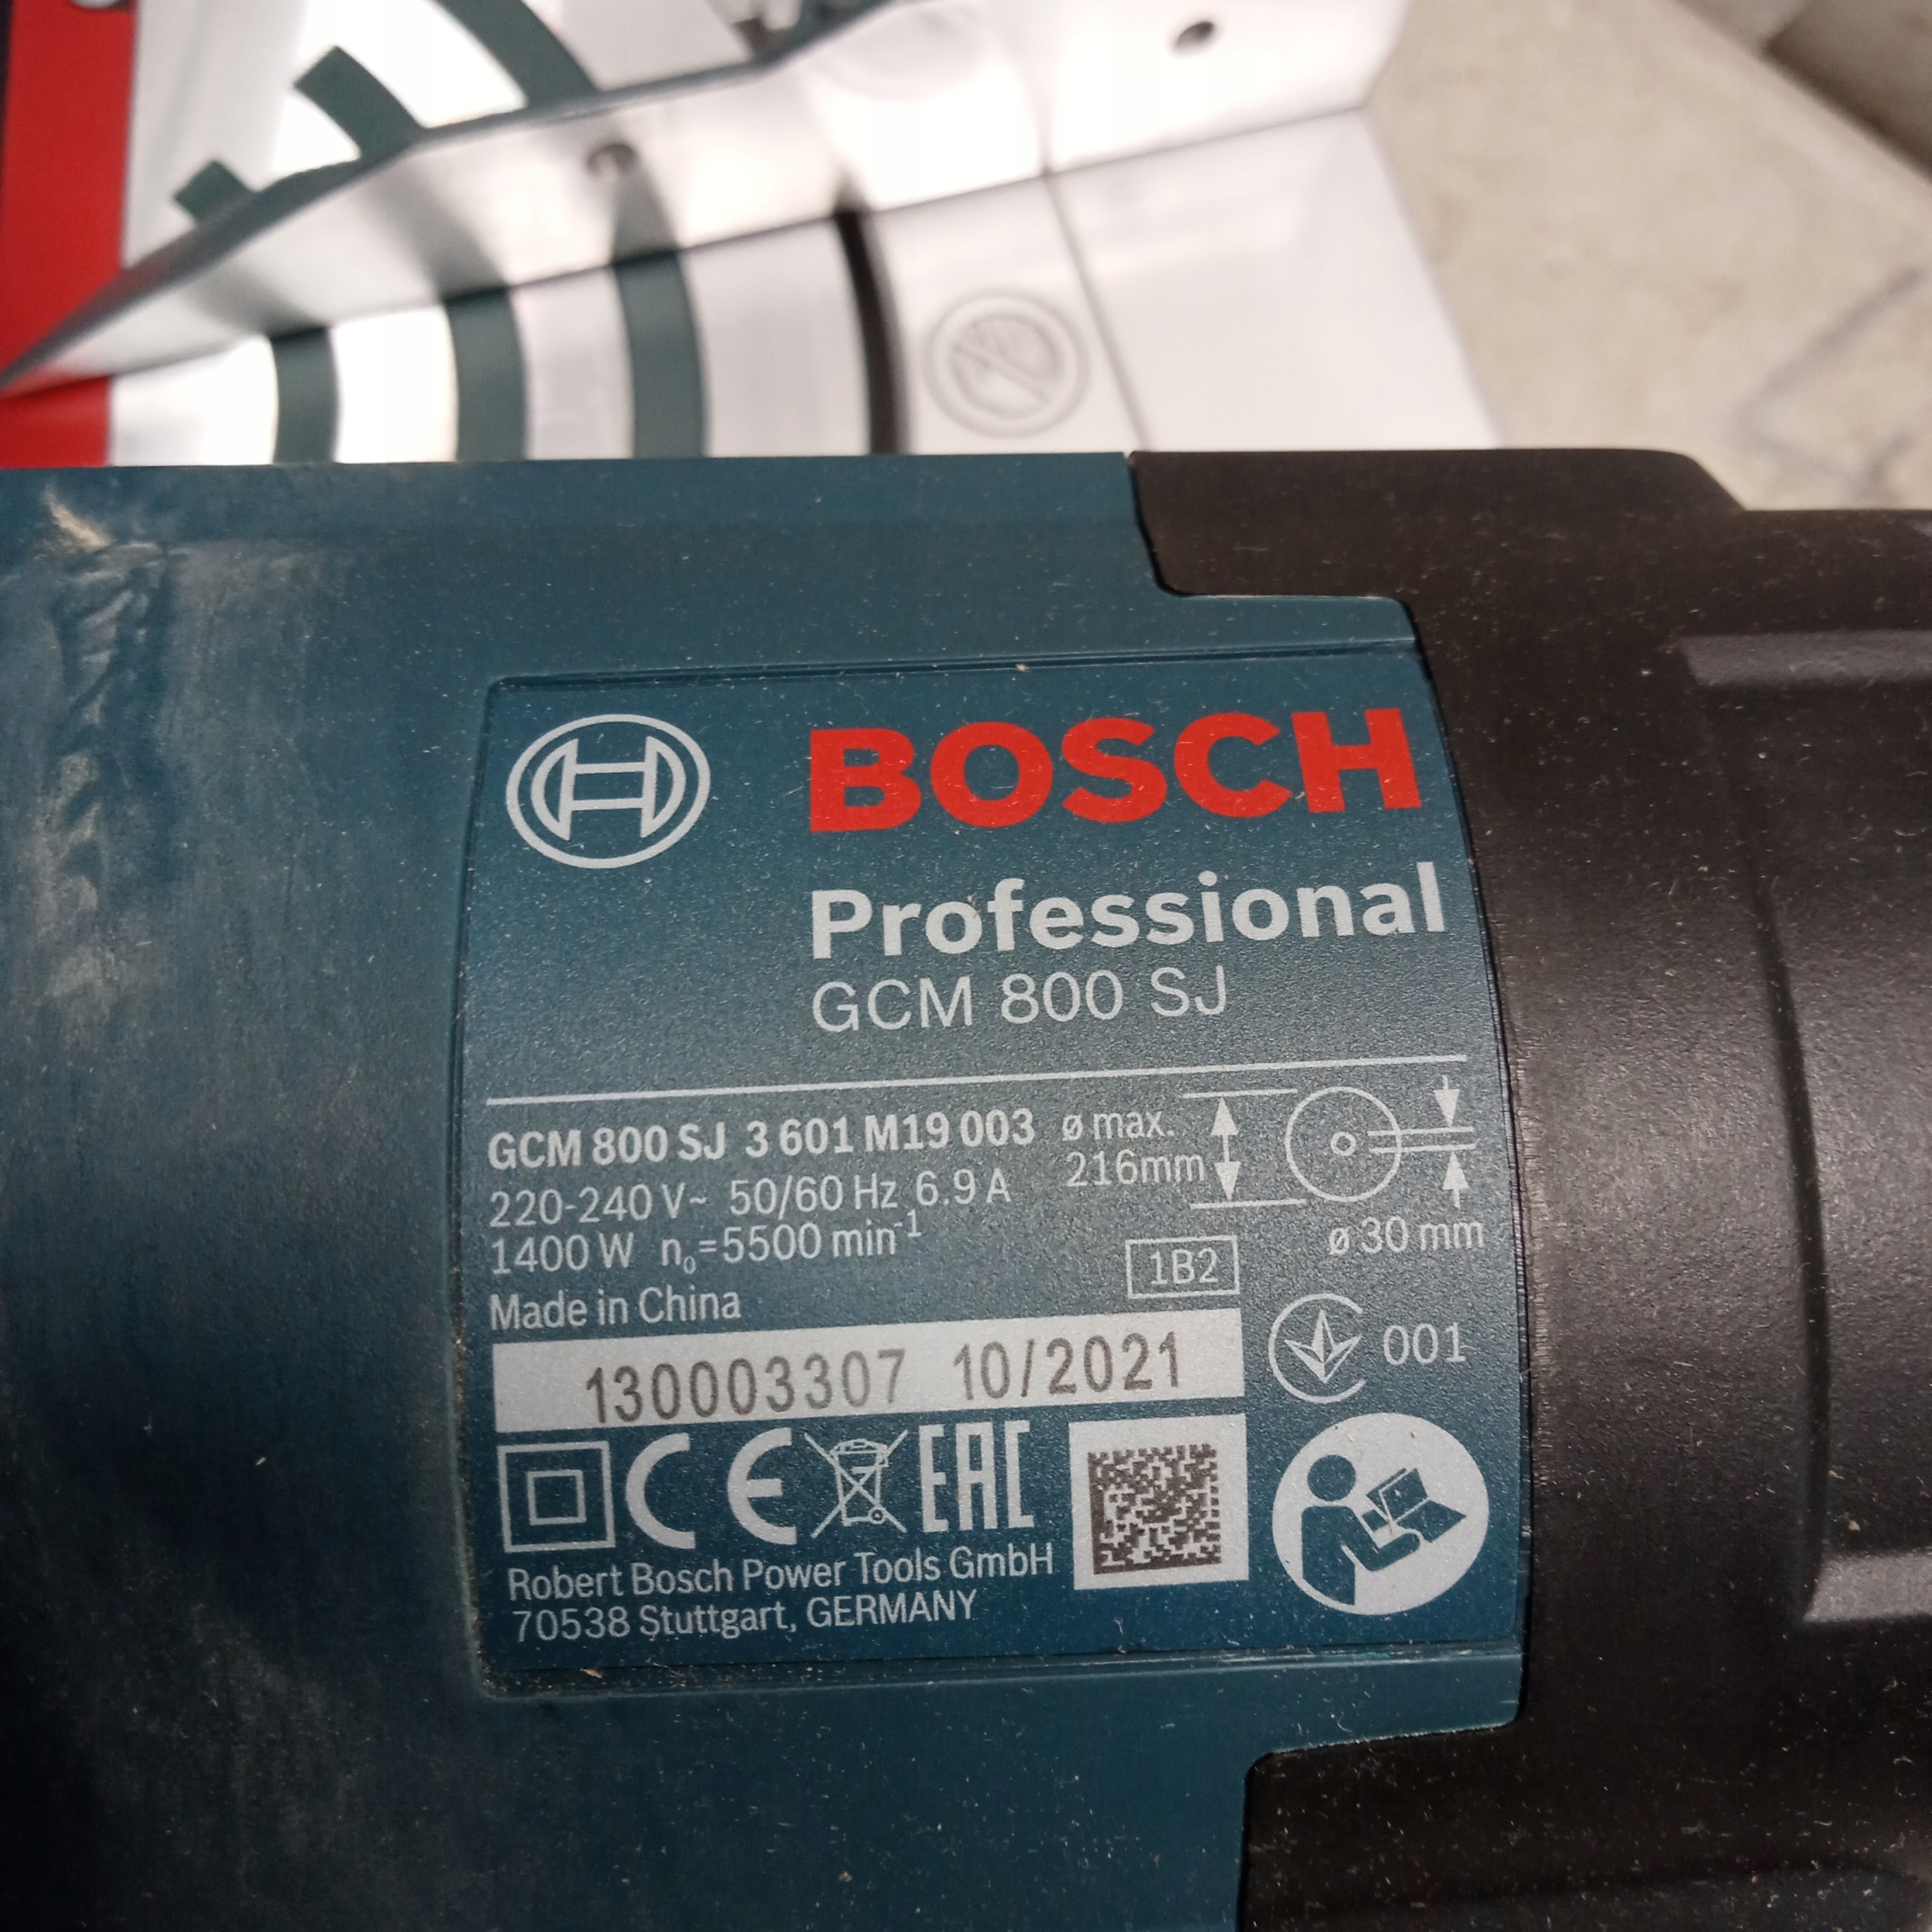 BOSCH
Professional
GCM 800 SJ
GCM 800 SJ 3 601 M19 003
220-240 V~ 50/60 Hz 6.9 A
1400 W n₀=5500 min⁻¹
Made in China
ø max.
216mm
ø 30 mm
1B2
130003307 10/2021
001
CE EAC
Robert Bosch Power Tools GmbH
70538 Stuttgart, GERMANY